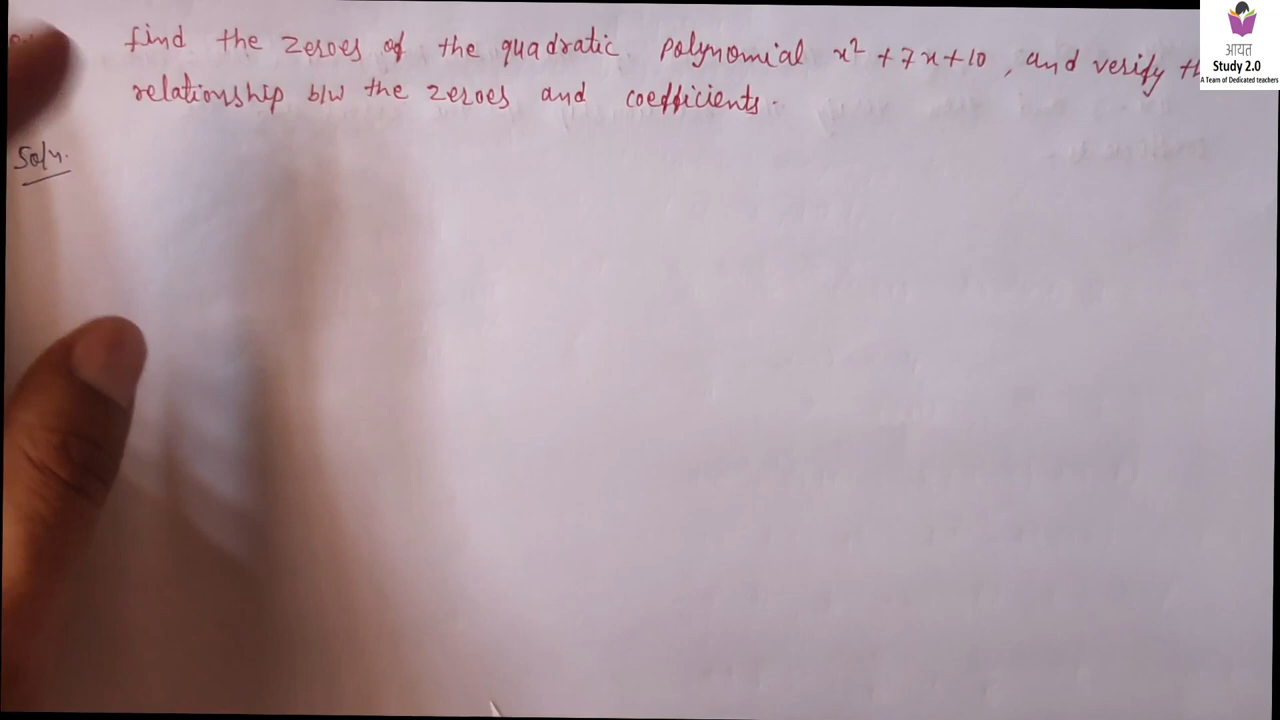 find the zeroes of the quadratic polynomial x² + 7x + 10 , and verify
relationship b/w the zeroes and coefficients.
Soln.
आयत
Study 2.0
A Team of Dedicated teachers